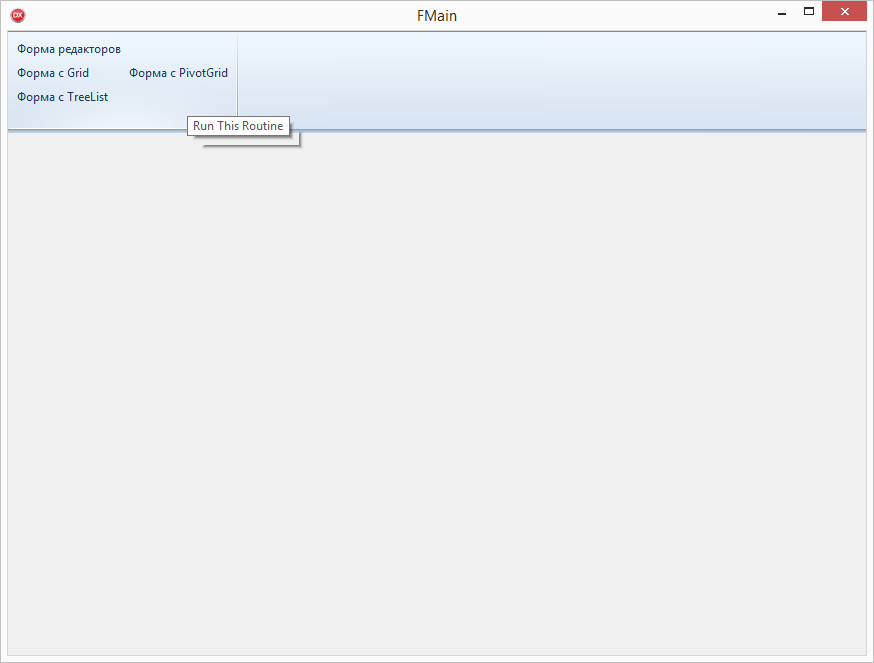 DX
FMain
Форма редакторов
Форма с Grid
Форма с PivotGrid
Форма с TreeList
Run This Routine